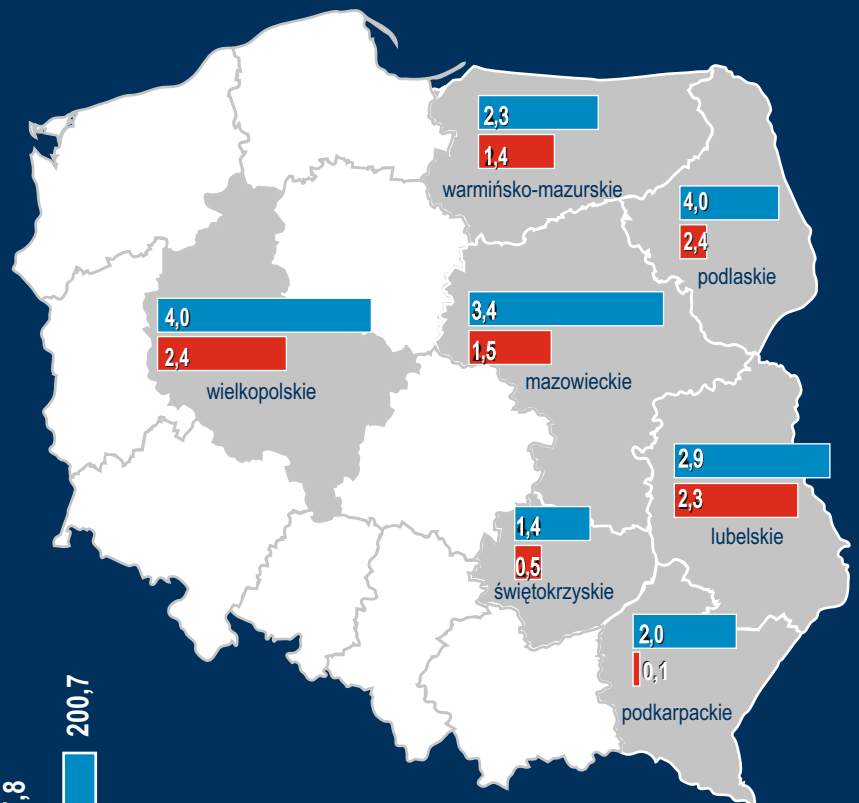 2,3
1,4
warmińsko-mazurskie
4,0
2,4
podlaskie
4,0
2,4
wielkopolskie
3,4
1,5
mazowieckie
2,9
2,3
lubelskie
1,4
0,5
świętokrzyskie
2,0
0,1
podkarpackie
200,7